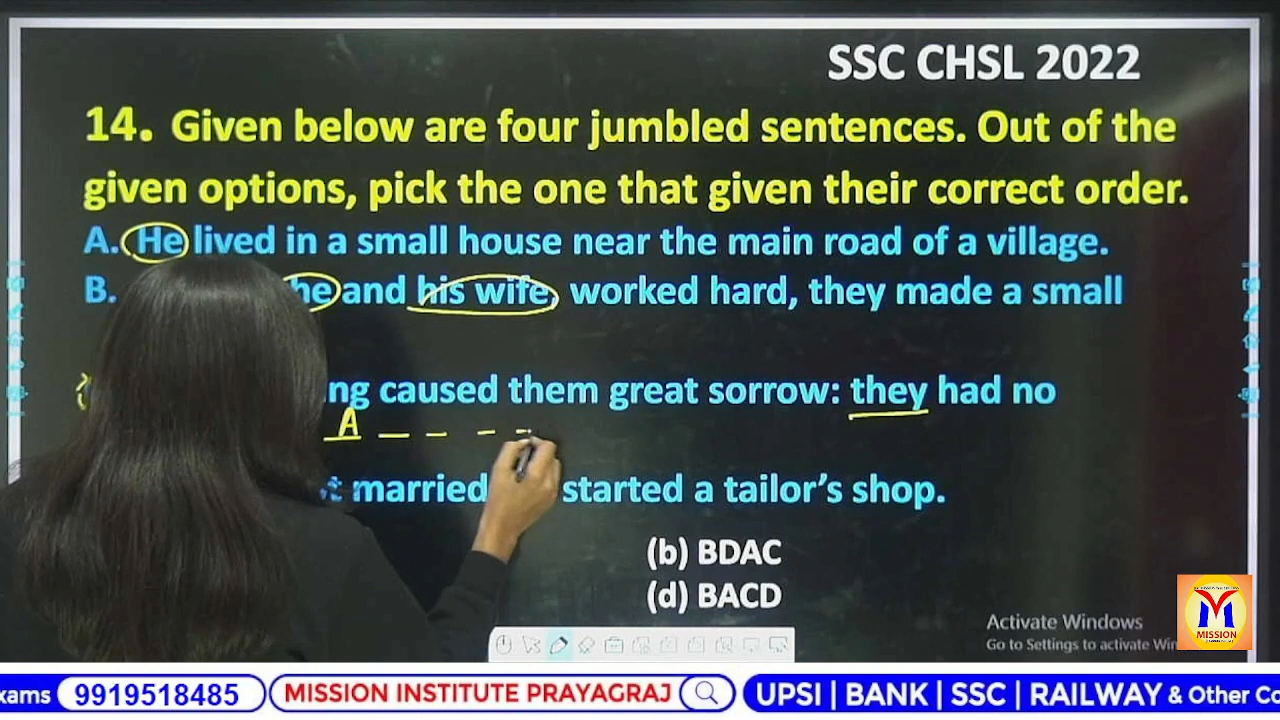 SSC CHSL 2022
14. Given below are four jumbled sentences. Out of the
given options, pick the one that given their correct order.
A. He lived in a small house near the main road of a village.
B. he and his wife, worked hard, they made a small
caused them great sorrow: they had no
A
married started a tailor's shop.
(b) BDAC
(d) BACD
Activate Windows
Go to Settings to activate
MISSION
9919518485 MISSION INSTITUTE PRAYAGRAJ UPSI | BANK | SSC | RAILWAY & Other